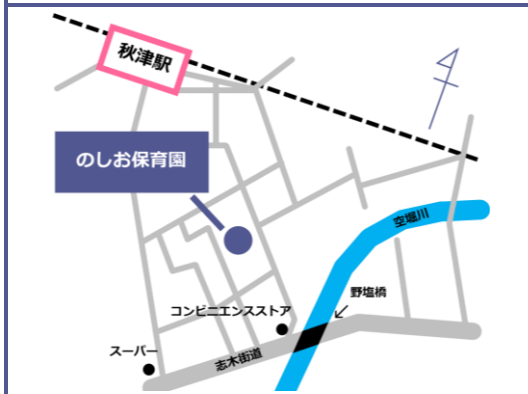 秋津駅
のしお保育園
空堀川
野塩橋
コンビニエンスストア
志木街道
スーパー